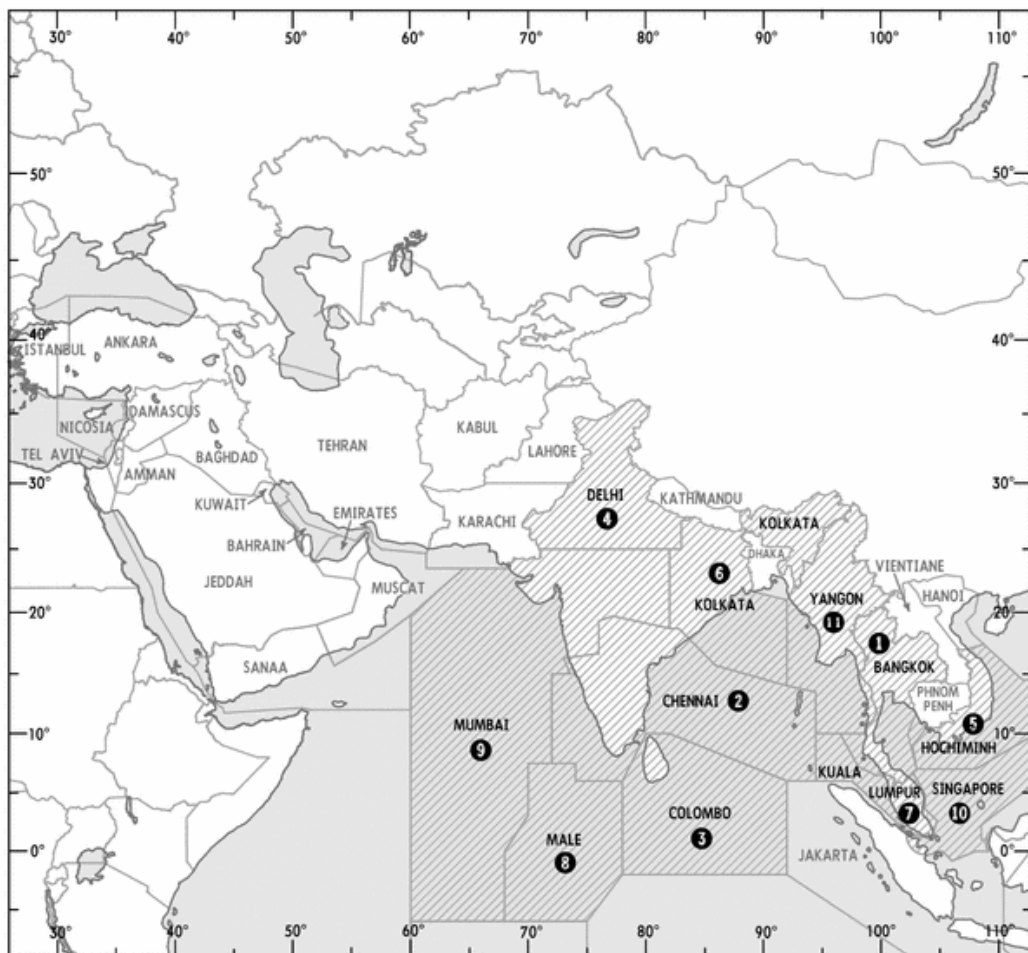 30° 40° 50° 60° 70° 80° 90° 100° 110°
50° 50°
40° 40°
ISTANBUL
ANKARA
DAMASCUS
NICOSIA
TEL AVIV
AMMAN
BAGHDAD
TEHRAN
KABUL
LAHORE
30° 30°
KUWAIT
EMIRATES
BAHRAIN
KARACHI
DELHI
4
KATHMANDU
KOLKATA
DHAKA
JEDDAH
MUSCAT
6
KOLKATA
VIENTIANE
HANOI
20° 20°
YANGON
11
1
BANGKOK
SANAA
PHNOM
PENH
CHENNAI 2
5
HOCHIMINH
10° 10°
MUMBAI
9
KUALA
LUMPUR
7
SINGAPORE
10
COLOMBO
3
MALE
8
JAKARTA
0° 0°
30° 40° 50° 60° 70° 80° 90° 100° 110°